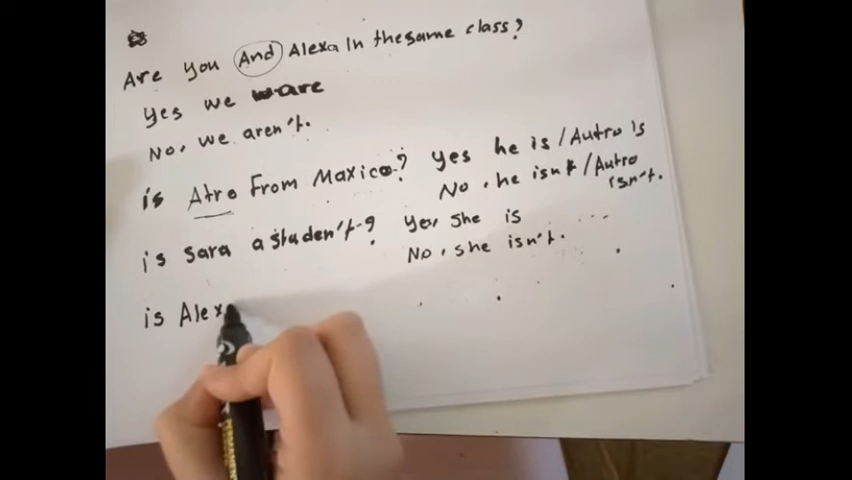 Are you And Alexa in the same class?
Yes we are
No, we aren't.
is Atro From Maxico? yes he is / Autro is
No, he isn't / Autro isn't.
is sara a studen't? yes, she is
No, she isn't.
is Alex